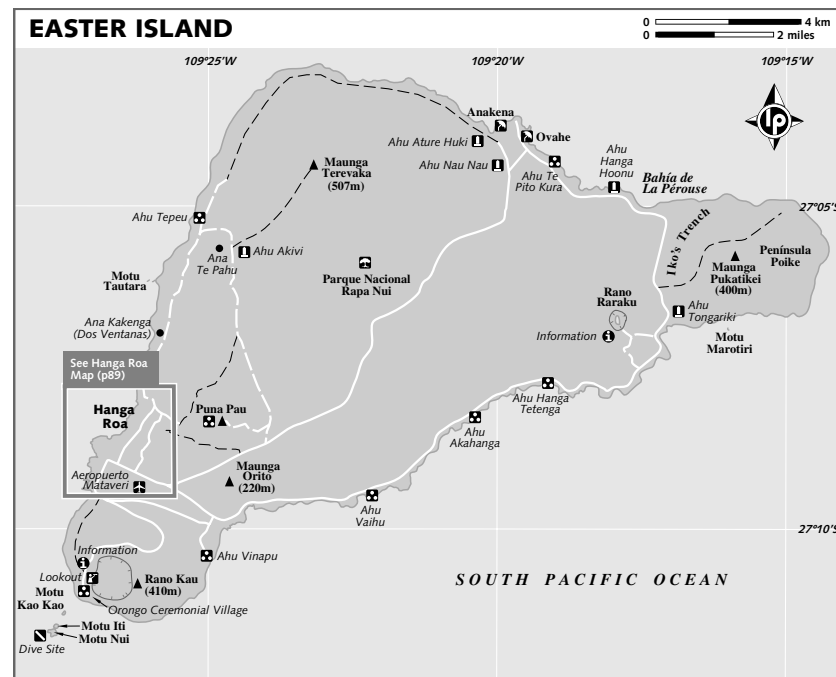 EASTER ISLAND
0 4 km
0 2 miles
109°25'W
109°20'W
109°15'W
lp
Anakena
Ovahe
Ahu Ature Huki
Ahu Nau Nau
Ahu Te
Pito Kura
Ahu
Hanga
Hoonu
Bahía de
La Pérouse
Maunga
Terevaka
(507m)
27°05'S
Ahu Tepeu
Ana
Te Pahu
Ahu Akivi
Iko's Trench
Península
Poike
Maunga
Pukatikei
(400m)
Motu
Tautara
Parque Nacional
Rapa Nui
Rano
Raraku
Ana Kakenga
(Dos Ventanas)
Information
Ahu
Tongariki
Motu
Marotiri
See Hanga Roa
Map (p89)
Hanga
Roa
Puna Pau
Ahu Hanga
Tetenga
Ahu
Akahanga
Aeropuerto
Mataveri
Maunga
Orito
(220m)
Ahu
Vaihu
27°10'S
Information
Ahu Vinapu
Lookout
Rano Kau
(410m)
Motu
Kao Kao
Orongo Ceremonial Village
SOUTH PACIFIC OCEAN
Motu Iti
Motu Nui
Dive Site